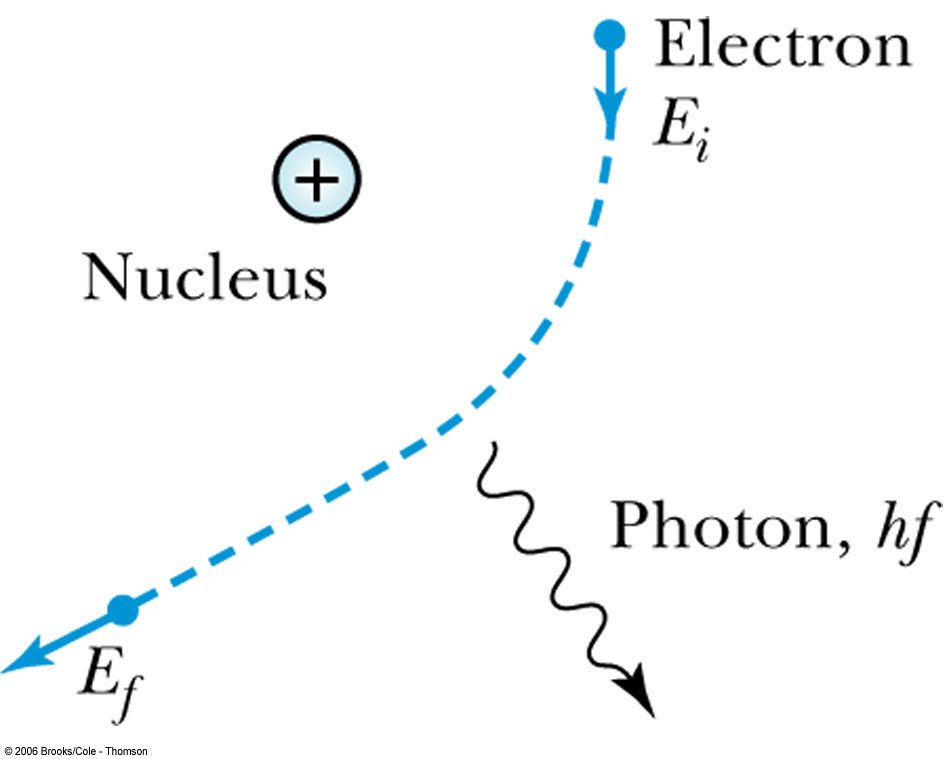 Electron
E_i
+
Nucleus
Photon, hf
E_f
© 2006 Brooks/Cole - Thomson